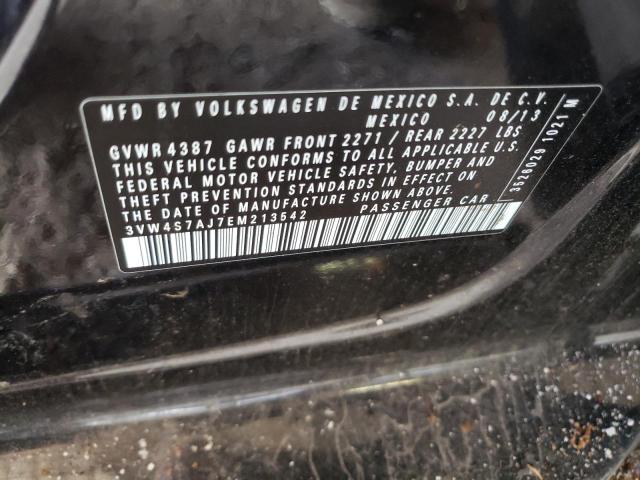 MFD BY VOLKSWAGEN DE MEXICO S.A. DE C.V.
MEXICO 08/13
GVWR 4387 GAWR FRONT 2271 / REAR 2227 LBS
THIS VEHICLE CONFORMS TO ALL APPLICABLE U.S.
FEDERAL MOTOR VEHICLE SAFETY, BUMPER AND
THEFT PREVENTION STANDARDS IN EFFECT ON
THE DATE OF MANUFACTURE SHOWN ABOVE.
3VW4S7AJ7EM213542 PASSENGER CAR
3526029 1021 M